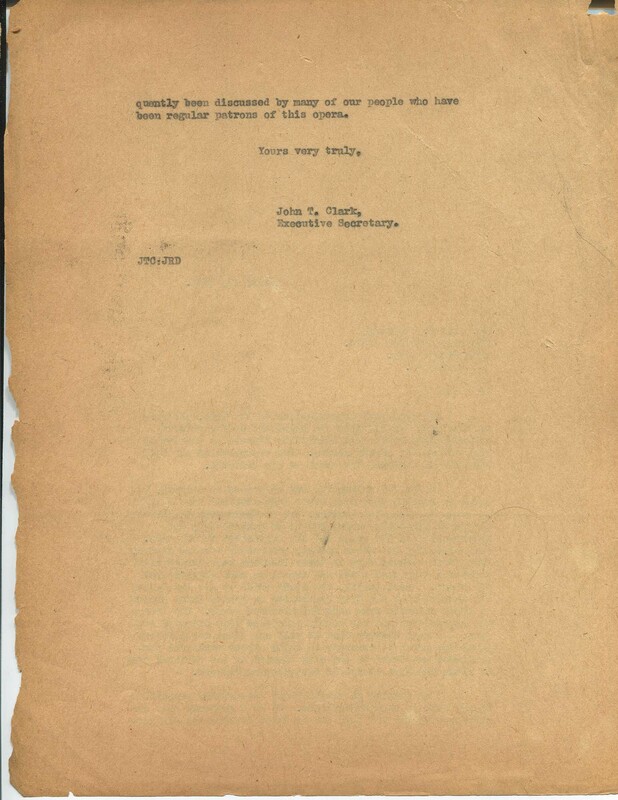 quently been discussed by many of our people who have
been regular patrons of this opera.
Yours very truly,
John T. Clark,
Executive Secretary.
JTC:JHD